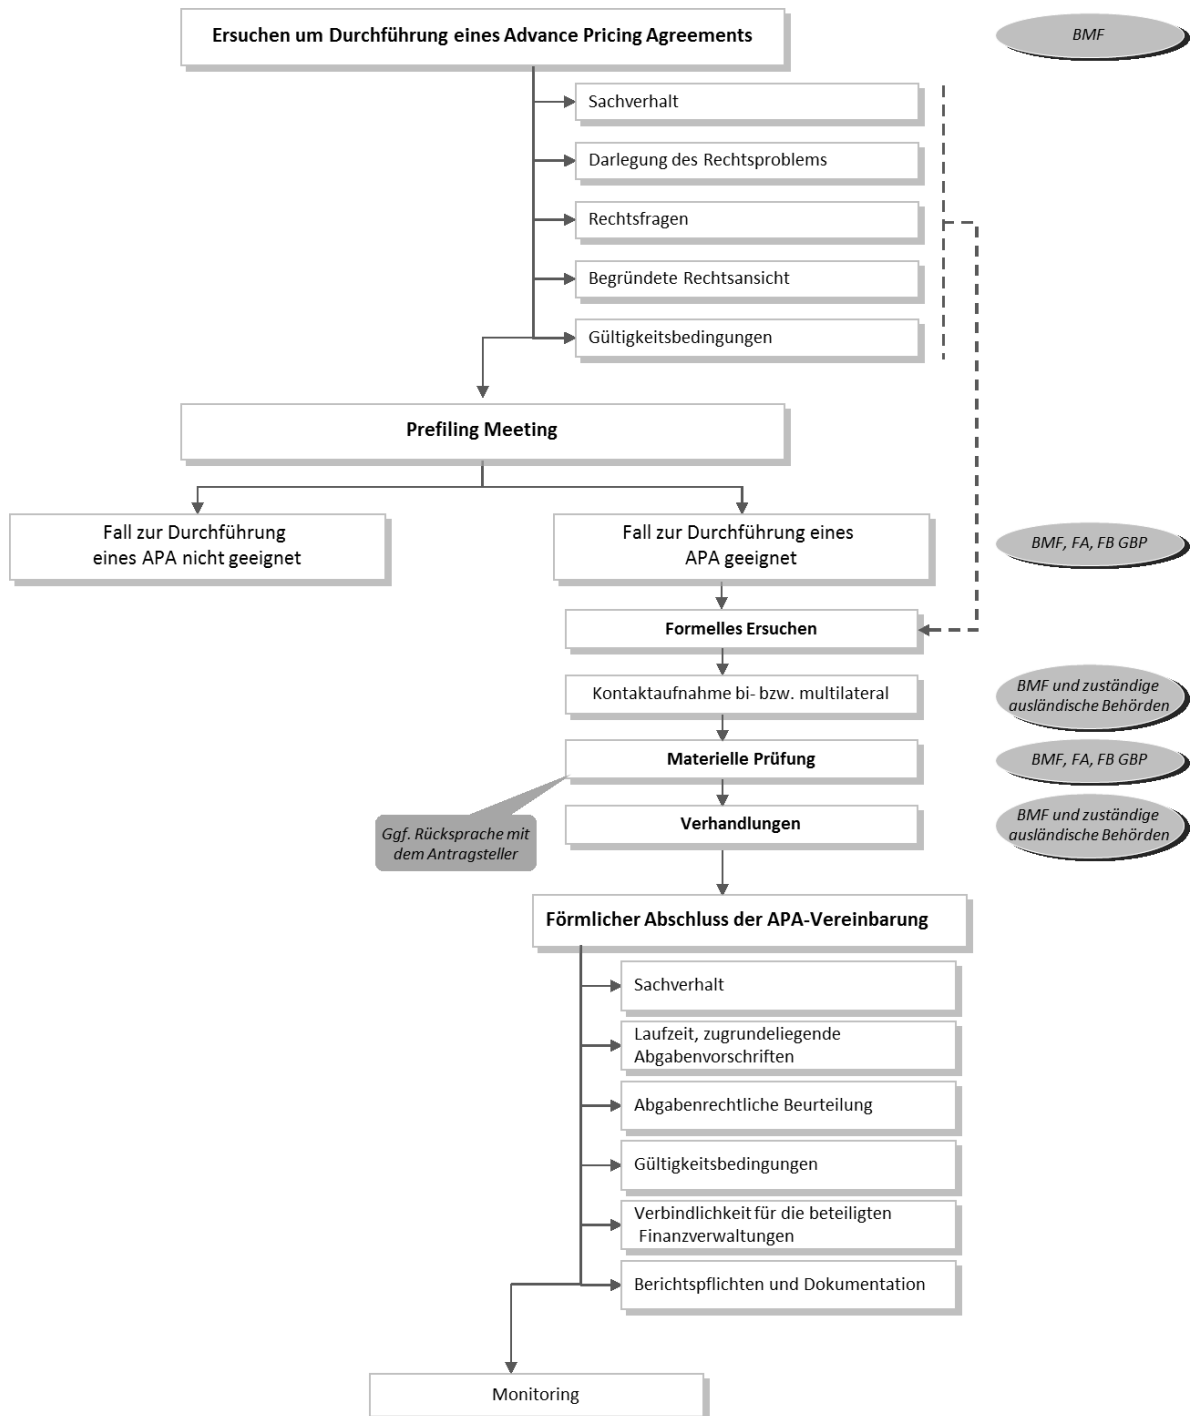 Ersuchen um Durchführung eines Advance Pricing Agreements
BMF
Sachverhalt
Darlegung des Rechtsproblems
Rechtsfragen
Begründete Rechtsansicht
Gültigkeitsbedingungen
Prefiling Meeting
Fall zur Durchführung
eines APA nicht geeignet
Fall zur Durchführung eines
APA geeignet
BMF, FA, FB GBP
Formelles Ersuchen
Kontaktaufnahme bi- bzw. multilateral
BMF und zuständige
ausländische Behörden
Materielle Prüfung
BMF, FA, FB GBP
Ggf. Rücksprache mit
dem Antragsteller
Verhandlungen
BMF und zuständige
ausländische Behörden
Förmlicher Abschluss der APA-Vereinbarung
Sachverhalt
Laufzeit, zugrundeliegende
Abgabenvorschriften
Abgabenrechtliche Beurteilung
Gültigkeitsbedingungen
Verbindlichkeit für die beteiligten
Finanzverwaltungen
Berichtspflichten und Dokumentation
Monitoring